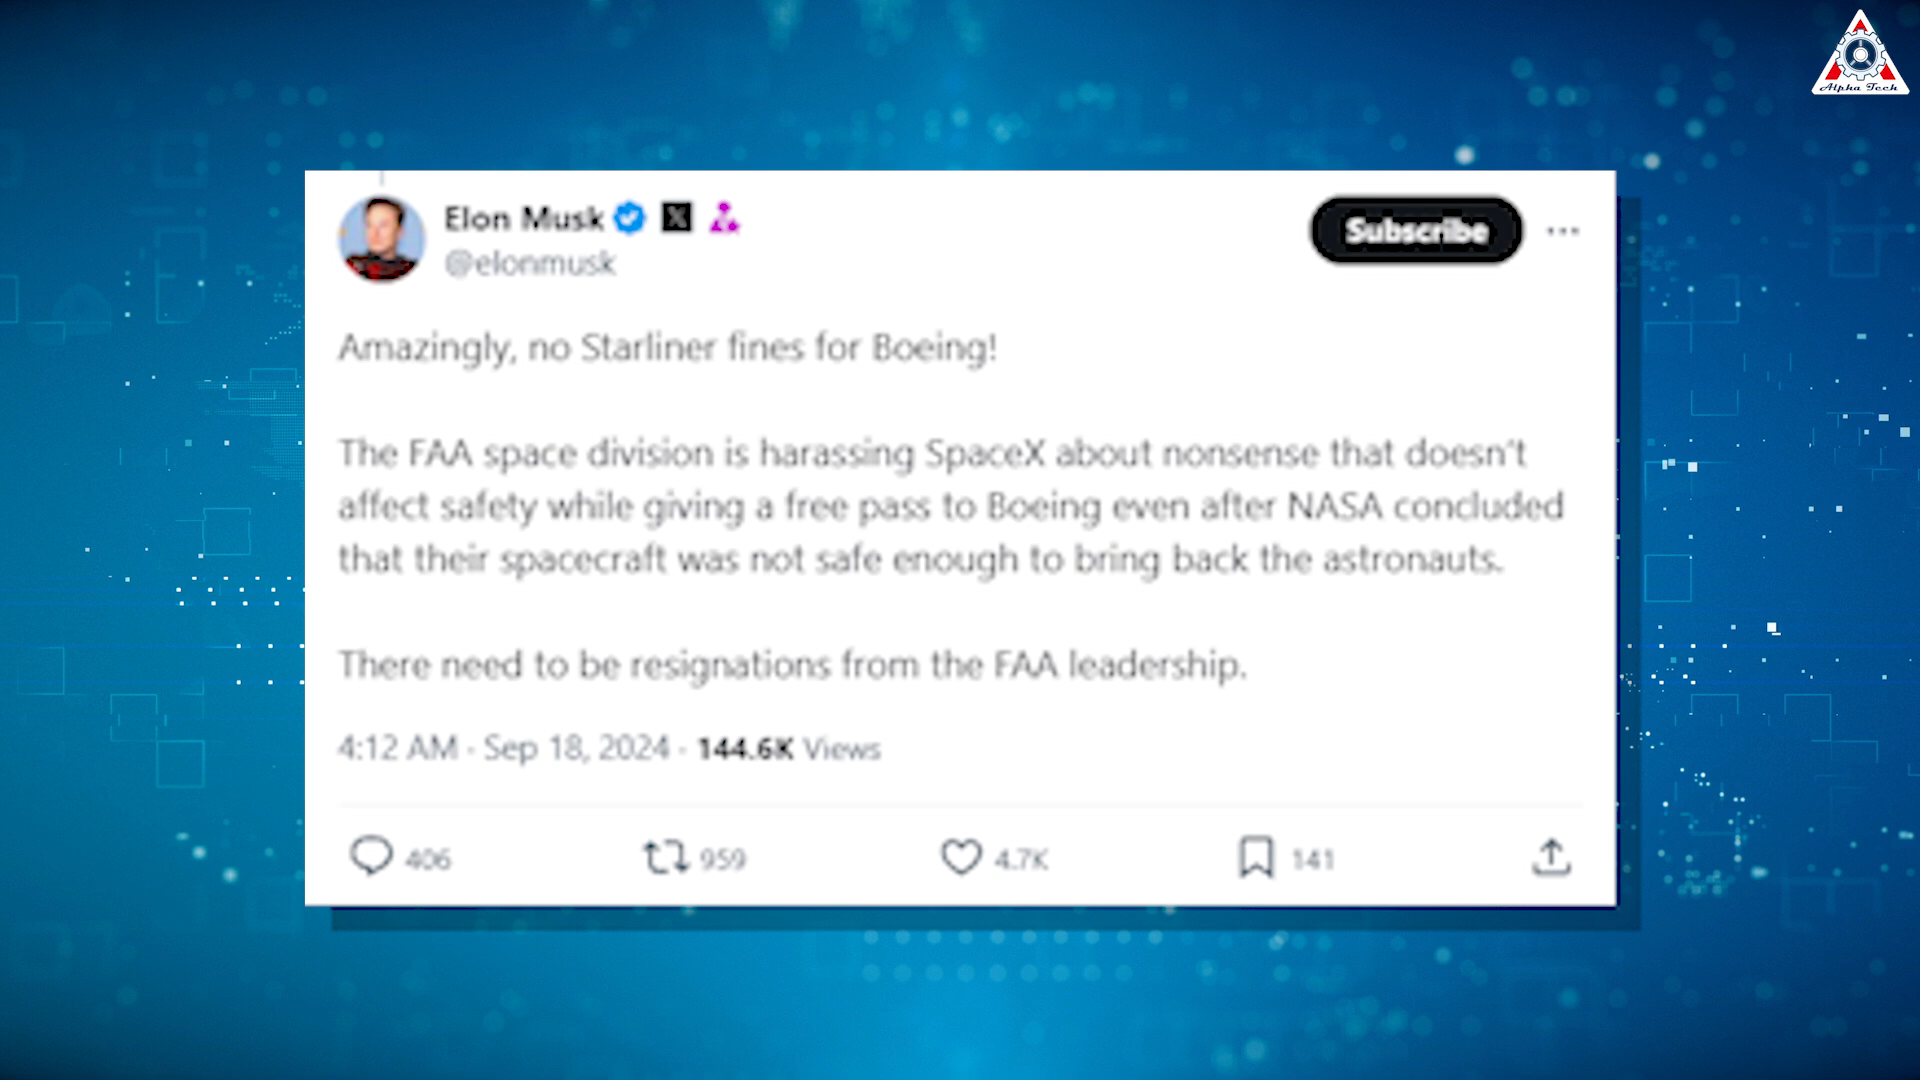 Alpha Tech
Elon Musk
Subscribe
@elonmusk
Amazingly, no Starliner fines for Boeing!
The FAA space division is harassing SpaceX about nonsense that doesn't
affect safety while giving a free pass to Boeing even after NASA concluded
that their spacecraft was not safe enough to bring back the astronauts.
There need to be resignations from the FAA leadership.
4:12 AM · Sep 18, 2024 · 144.6K Views
406 959 4.7K 141